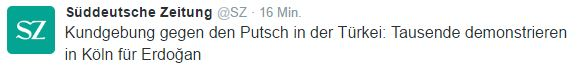 SZ
Süddeutsche Zeitung @SZ · 16 Min.
Kundgebung gegen den Putsch in der Türkei: Tausende demonstrieren
in Köln für Erdoğan